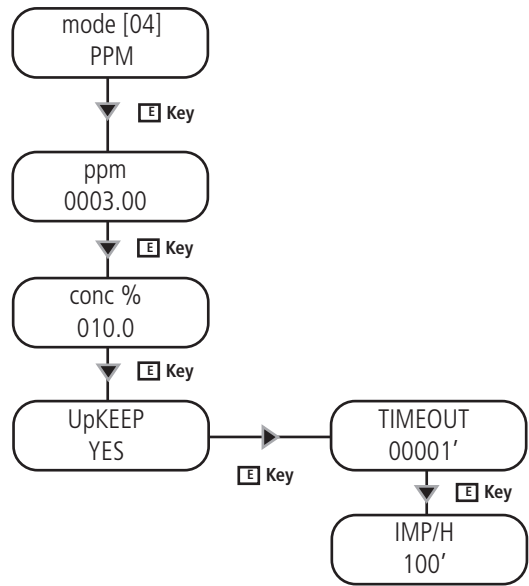 mode [04]
PPM
E Key
ppm
0003.00
E Key
conc %
010.0
E Key
UpKEEP
YES
E Key
TIMEOUT
00001′
E Key
IMP/H
100′